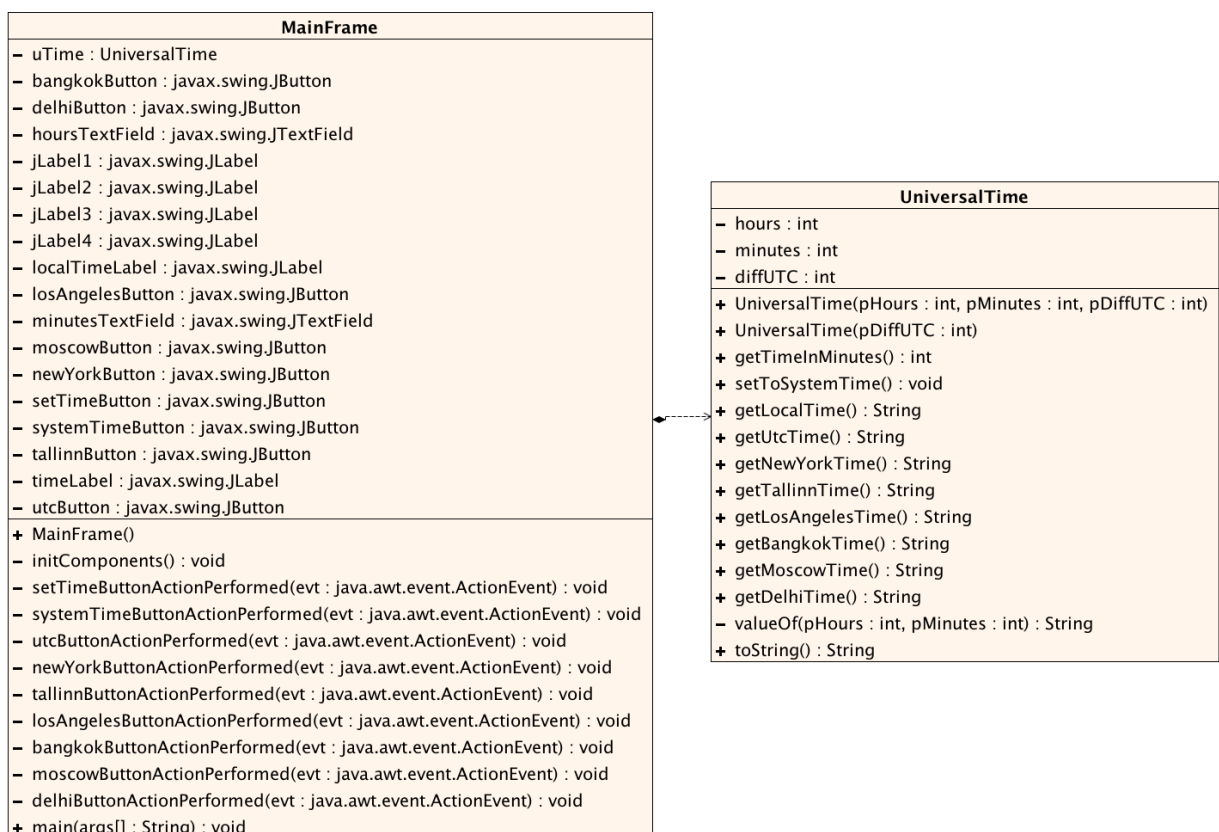 MainFrame
- uTime : UniversalTime
- bangkokButton : javax.swing.JButton
- delhiButton : javax.swing.JButton
- hoursTextField : javax.swing.JTextField
- jLabel1 : javax.swing.JLabel
- jLabel2 : javax.swing.JLabel
- jLabel3 : javax.swing.JLabel
- jLabel4 : javax.swing.JLabel
- localTimeLabel : javax.swing.JLabel
- losAngelesButton : javax.swing.JButton
- minutesTextField : javax.swing.JTextField
- moscowButton : javax.swing.JButton
- newYorkButton : javax.swing.JButton
- setTimeButton : javax.swing.JButton
- systemTimeButton : javax.swing.JButton
- tallinnButton : javax.swing.JButton
- timeLabel : javax.swing.JLabel
- utcButton : javax.swing.JButton
+ MainFrame()
- initComponents() : void
- setTimeButtonActionPerformed(evt : java.awt.event.ActionEvent) : void
- systemTimeButtonActionPerformed(evt : java.awt.event.ActionEvent) : void
- utcButtonActionPerformed(evt : java.awt.event.ActionEvent) : void
- newYorkButtonActionPerformed(evt : java.awt.event.ActionEvent) : void
- tallinnButtonActionPerformed(evt : java.awt.event.ActionEvent) : void
- losAngelesButtonActionPerformed(evt : java.awt.event.ActionEvent) : void
- bangkokButtonActionPerformed(evt : java.awt.event.ActionEvent) : void
- moscowButtonActionPerformed(evt : java.awt.event.ActionEvent) : void
- delhiButtonActionPerformed(evt : java.awt.event.ActionEvent) : void
+ main(args[] : String) : void
UniversalTime
- hours : int
- minutes : int
- diffUTC : int
+ UniversalTime(pHours : int, pMinutes : int, pDiffUTC : int)
+ UniversalTime(pDiffUTC : int)
+ getTimeInMinutes() : int
+ setToSystemTime() : void
+ getLocalTime() : String
+ getUtcTime() : String
+ getNewYorkTime() : String
+ getTallinnTime() : String
+ getLosAngelesTime() : String
+ getBangkokTime() : String
+ getMoscowTime() : String
+ getDelhiTime() : String
- valueOf(pHours : int, pMinutes : int) : String
+ toString() : String